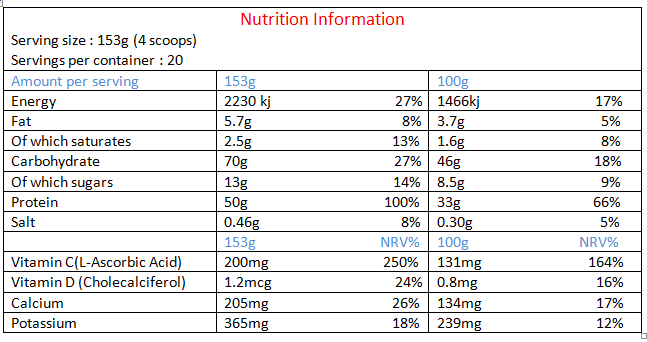 Nutrition Information
Serving size : 153g (4 scoops)
Servings per container : 20
Amount per serving 153g 100g
Energy 2230 kj 27% 1466kj 17%
Fat 5.7g 8% 3.7g 5%
Of which saturates 2.5g 13% 1.6g 8%
Carbohydrate 70g 27% 46g 18%
Of which sugars 13g 14% 8.5g 9%
Protein 50g 100% 33g 66%
Salt 0.46g 8% 0.30g 5%
153g NRV% 100g NRV%
Vitamin C(L-Ascorbic Acid) 200mg 250% 131mg 164%
Vitamin D (Cholecalciferol) 1.2mcg 24% 0.8mg 16%
Calcium 205mg 26% 134mg 17%
Potassium 365mg 18% 239mg 12%